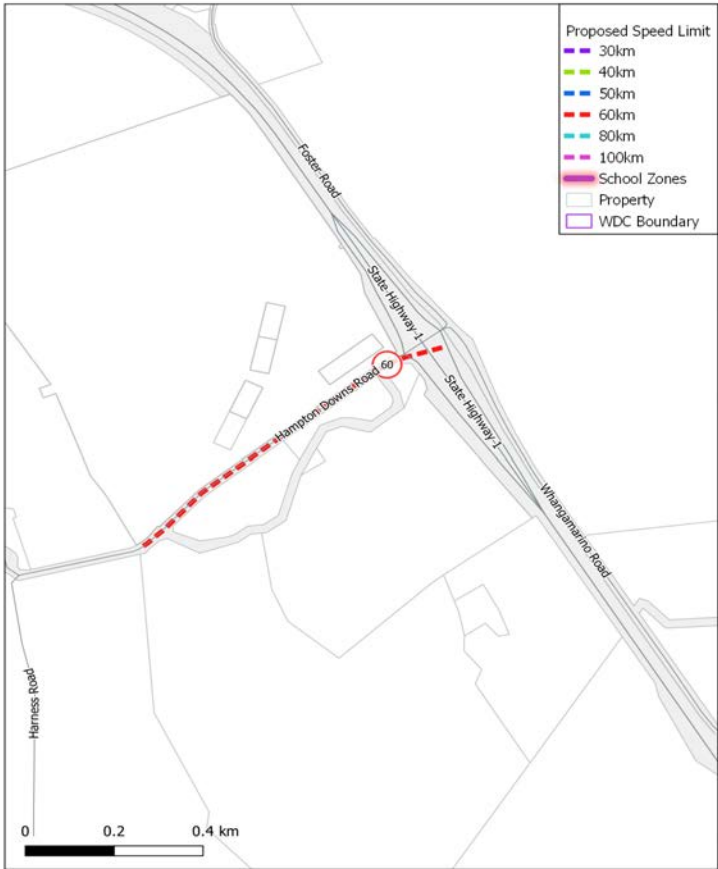 Proposed Speed Limit
30km
40km
50km
60km
80km
100km
School Zones
Property
WDC Boundary
Foster Road
State Highway 1
60
Hampton Downs Road
State Highway 1
Whangamarino Road
Harness Road
0 0.2 0.4 km